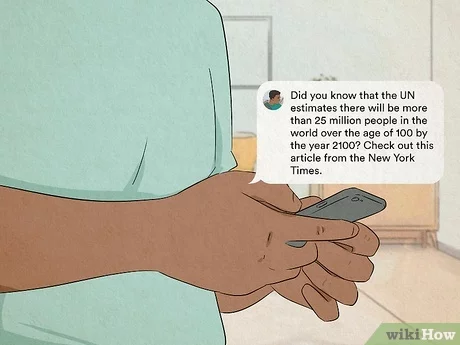 Did you know that the UN
estimates there will be more
than 25 million people in the
world over the age of 100 by
the year 2100? Check out this
article from the New York
Times.
wikiHow